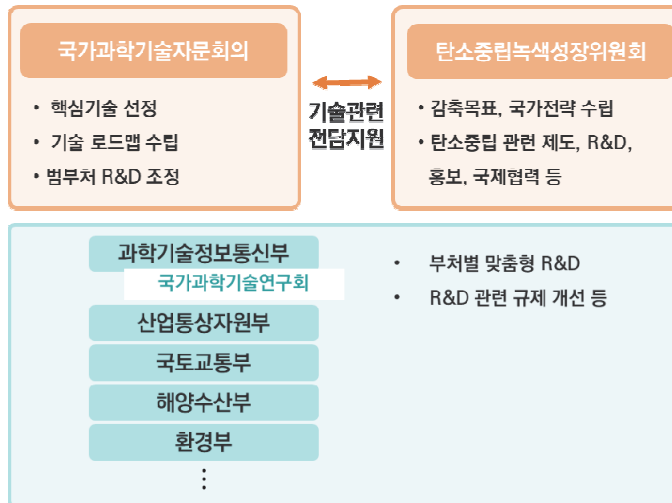 국가과학기술자문회의
• 핵심기술 선정
• 기술 로드맵 수립
• 범부처 R&D 조정
기술관련
전담지원
탄소중립녹색성장위원회
• 감축목표, 국가전략 수립
• 탄소중립 관련 제도, R&D,
홍보, 국제협력 등
과학기술정보통신부
국가과학기술연구회
산업통상자원부
국토교통부
해양수산부
환경부
⋮
• 부처별 맞춤형 R&D
• R&D 관련 규제 개선 등